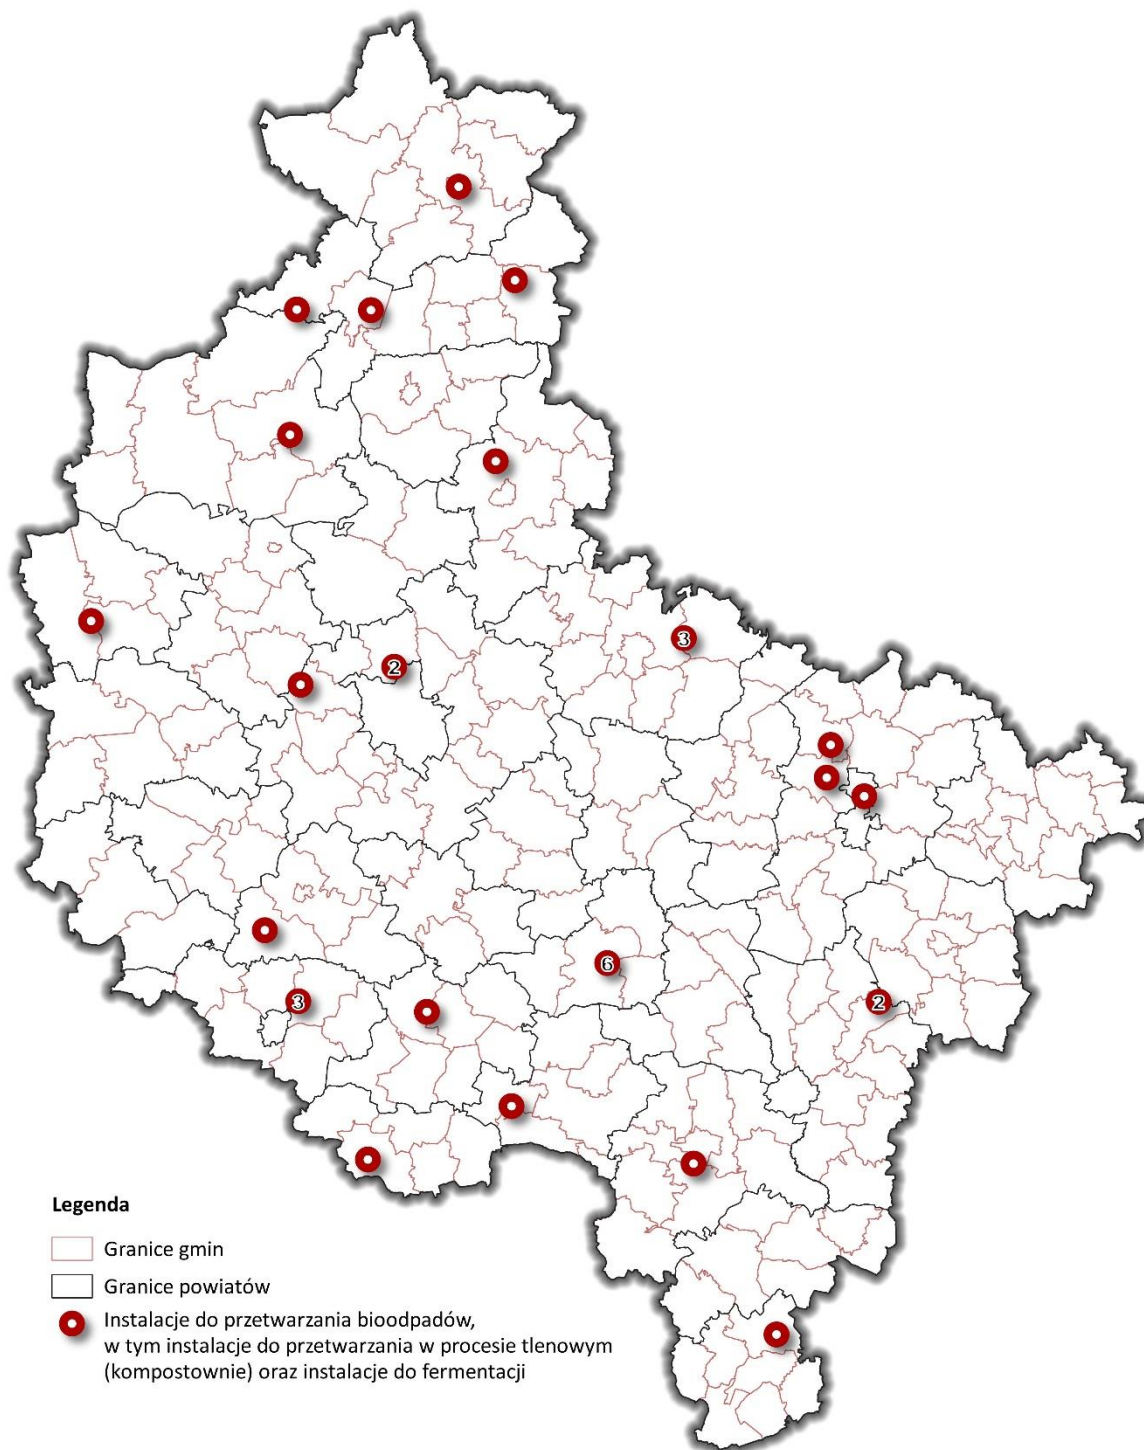 3
2
6
3
2
Legenda
Granice gmin
Granice powiatów
Instalacje do przetwarzania bioodpadów,
w tym instalacje do przetwarzania w procesie tlenowym
(kompostownie) oraz instalacje do fermentacji